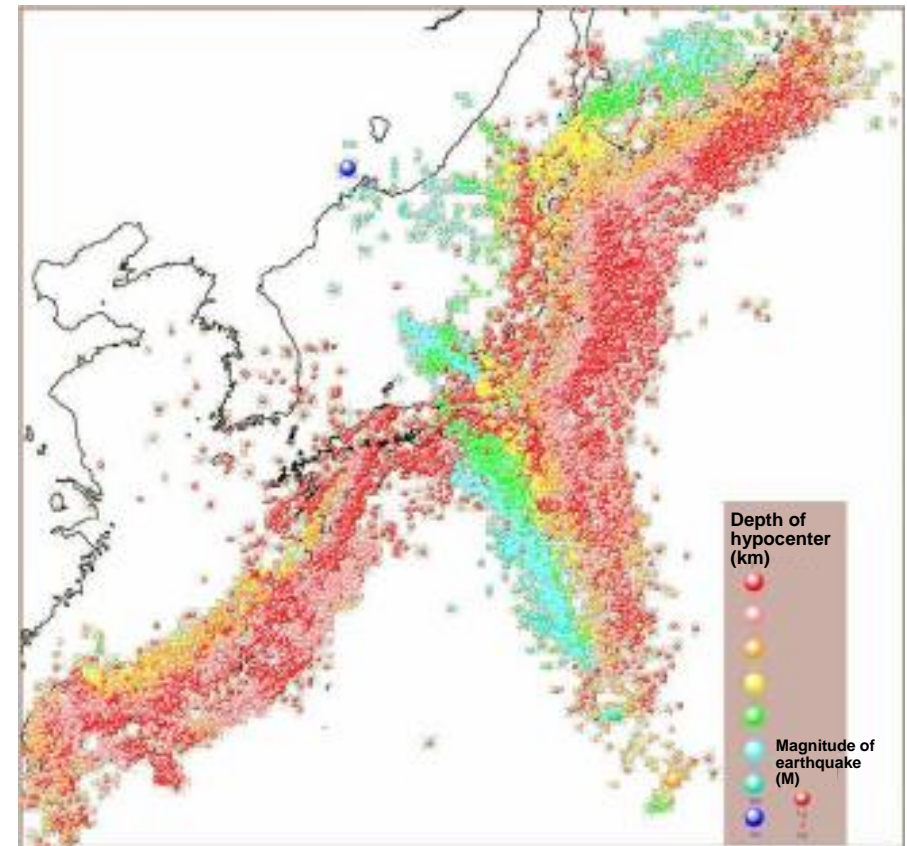 Depth of
hypocenter
(km)
Magnitude of
earthquake
(M)